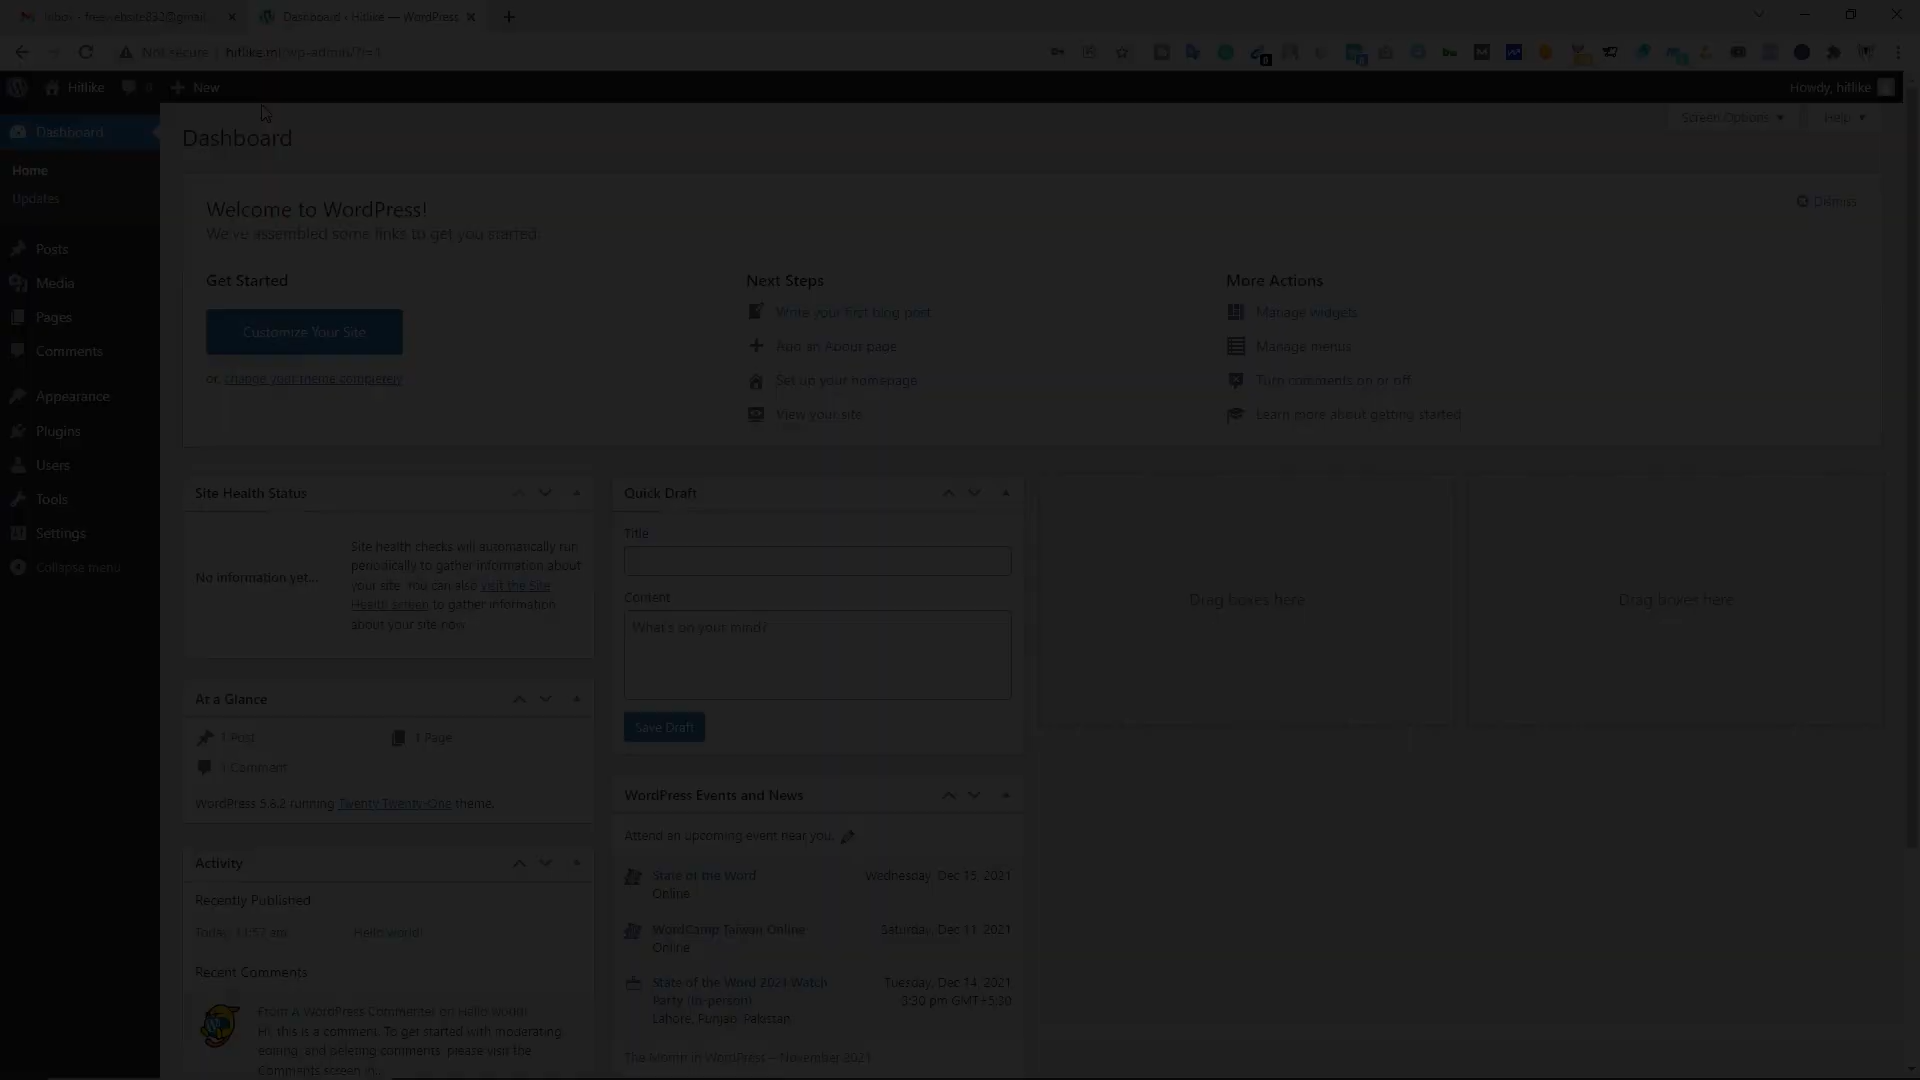 Dashboard ‹ Hitlike — WordPress
Not secure
hitlike.ml/wp-admin/?r=1
Hitlike
0
New
Howdy, hitlike
Dashboard
Home
Updates
Posts
Media
Pages
Comments
Appearance
Plugins
Users
Tools
Settings
Collapse menu
Dashboard
Screen Options
Help
Welcome to WordPress!
We've assembled some links to get you started:
Dismiss
Get Started
Customize Your Site
or, change your theme completely
Next Steps
Write your first blog post
Add an About page
Set up your homepage
View your site
More Actions
Manage widgets
Manage menus
Turn comments on or off
Learn more about getting started
Site Health Status
No information yet...
Site health checks will automatically run
periodically to gather information about
your site. You can also visit the Site
Health screen to gather information
about your site now.
At a Glance
1 Post
1 Page
1 Comment
WordPress 5.8.2 running Twenty Twenty-One theme.
Activity
Recently Published
Today, 11:57 am
Hello world!
Recent Comments
From A WordPress Commenter on Hello world!
Hi, this is a comment. To get started with moderating,
editing, and deleting comments, please visit the
Comments screen in...
Quick Draft
Title
Content
What's on your mind?
Save Draft
WordPress Events and News
Attend an upcoming event near you.
State of the Word
Online
Wednesday, Dec 15, 2021
WordCamp Taiwan Online
Online
Saturday, Dec 11, 2021
State of the Word 2021 Watch
Party (in-person)
Lahore, Punjab, Pakistan
Tuesday, Dec 14, 2021
3:30 pm GMT+5:30
The Month in WordPress – November 2021
Drag boxes here
Drag boxes here